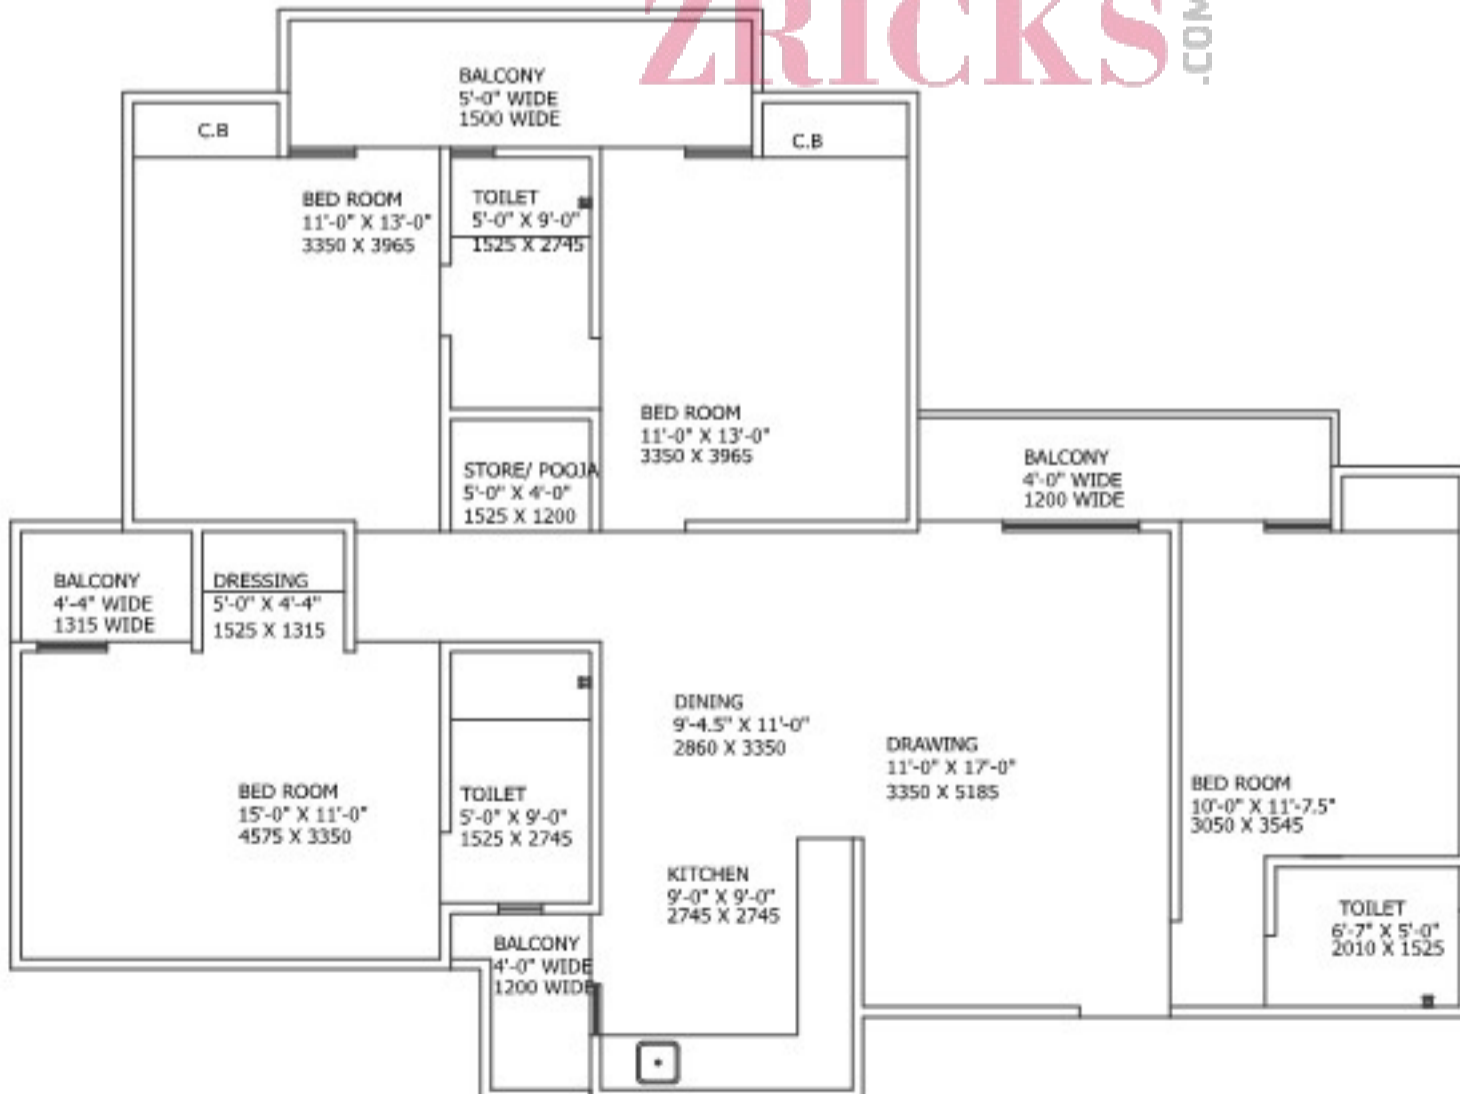 ZRICKS
.COM
BALCONY
5'-0" WIDE
1500 WIDE
C.B
C.B
BED ROOM
11'-0" X 13'-0"
3350 X 3965
TOILET
5'-0" X 9'-0"
1525 X 2745
BED ROOM
11'-0" X 13'-0"
3350 X 3965
STORE/ POOJA
5'-0" X 4'-0"
1525 X 1200
BALCONY
4'-0" WIDE
1200 WIDE
BALCONY
4'-4" WIDE
1315 WIDE
DRESSING
5'-0" X 4'-4"
1525 X 1315
DINING
9'-4.5" X 11'-0"
2860 X 3350
DRAWING
11'-0" X 17'-0"
3350 X 5185
BED ROOM
15'-0" X 11'-0"
4575 X 3350
TOILET
5'-0" X 9'-0"
1525 X 2745
BED ROOM
10'-0" X 11'-7.5"
3050 X 3545
KITCHEN
9'-0" X 9'-0"
2745 X 2745
TOILET
6'-7" X 5'-0"
2010 X 1525
BALCONY
4'-0" WIDE
1200 WIDE